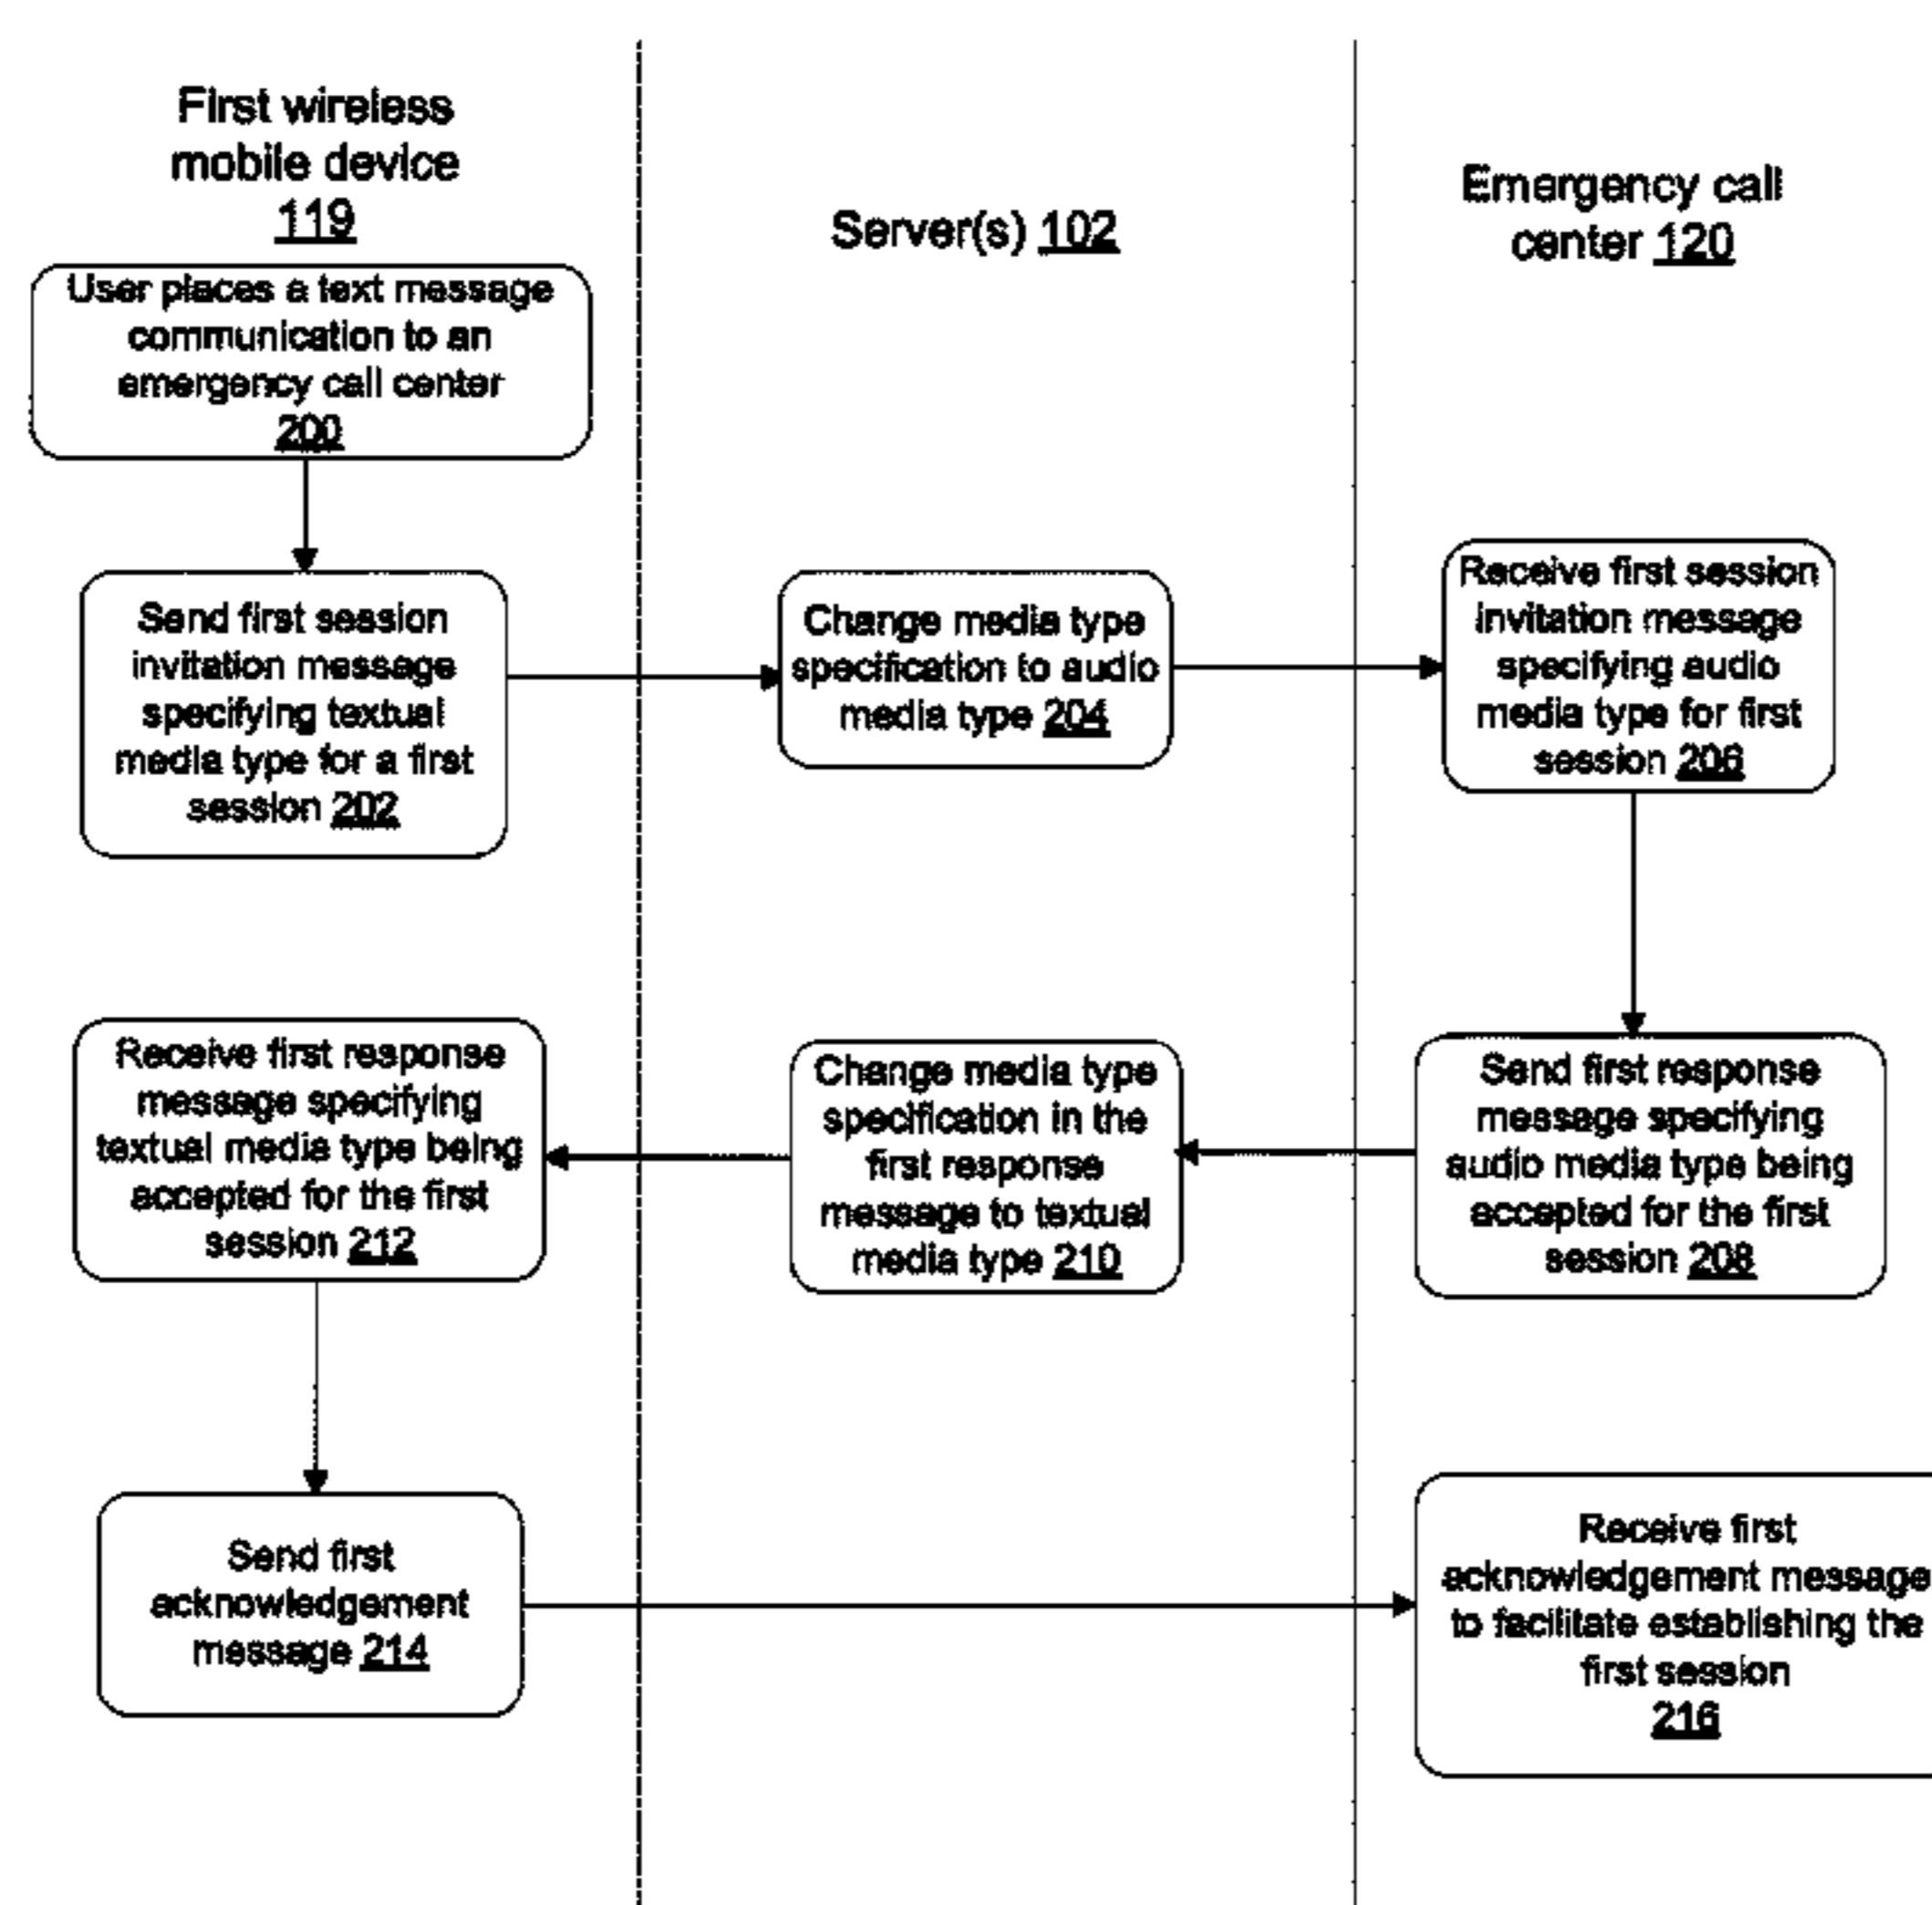 First wireless
mobile device
119
Server(s) 102
Emergency call
center 120
User places a text message
communication to an
emergency call center
200
Send first session
invitation message
specifying textual
media type for a first
session 202
Change media type
specification to audio
media type 204
Receive first session
invitation message
specifying audio
media type for first
session 206
Receive first response
message specifying
textual media type being
accepted for the first
session 212
Change media type
specification in the
first response
message to textual
media type 210
Send first response
message specifying
audio media type being
accepted for the first
session 208
Send first
acknowledgement
message 214
Receive first
acknowledgement message
to facilitate establishing the
first session
216